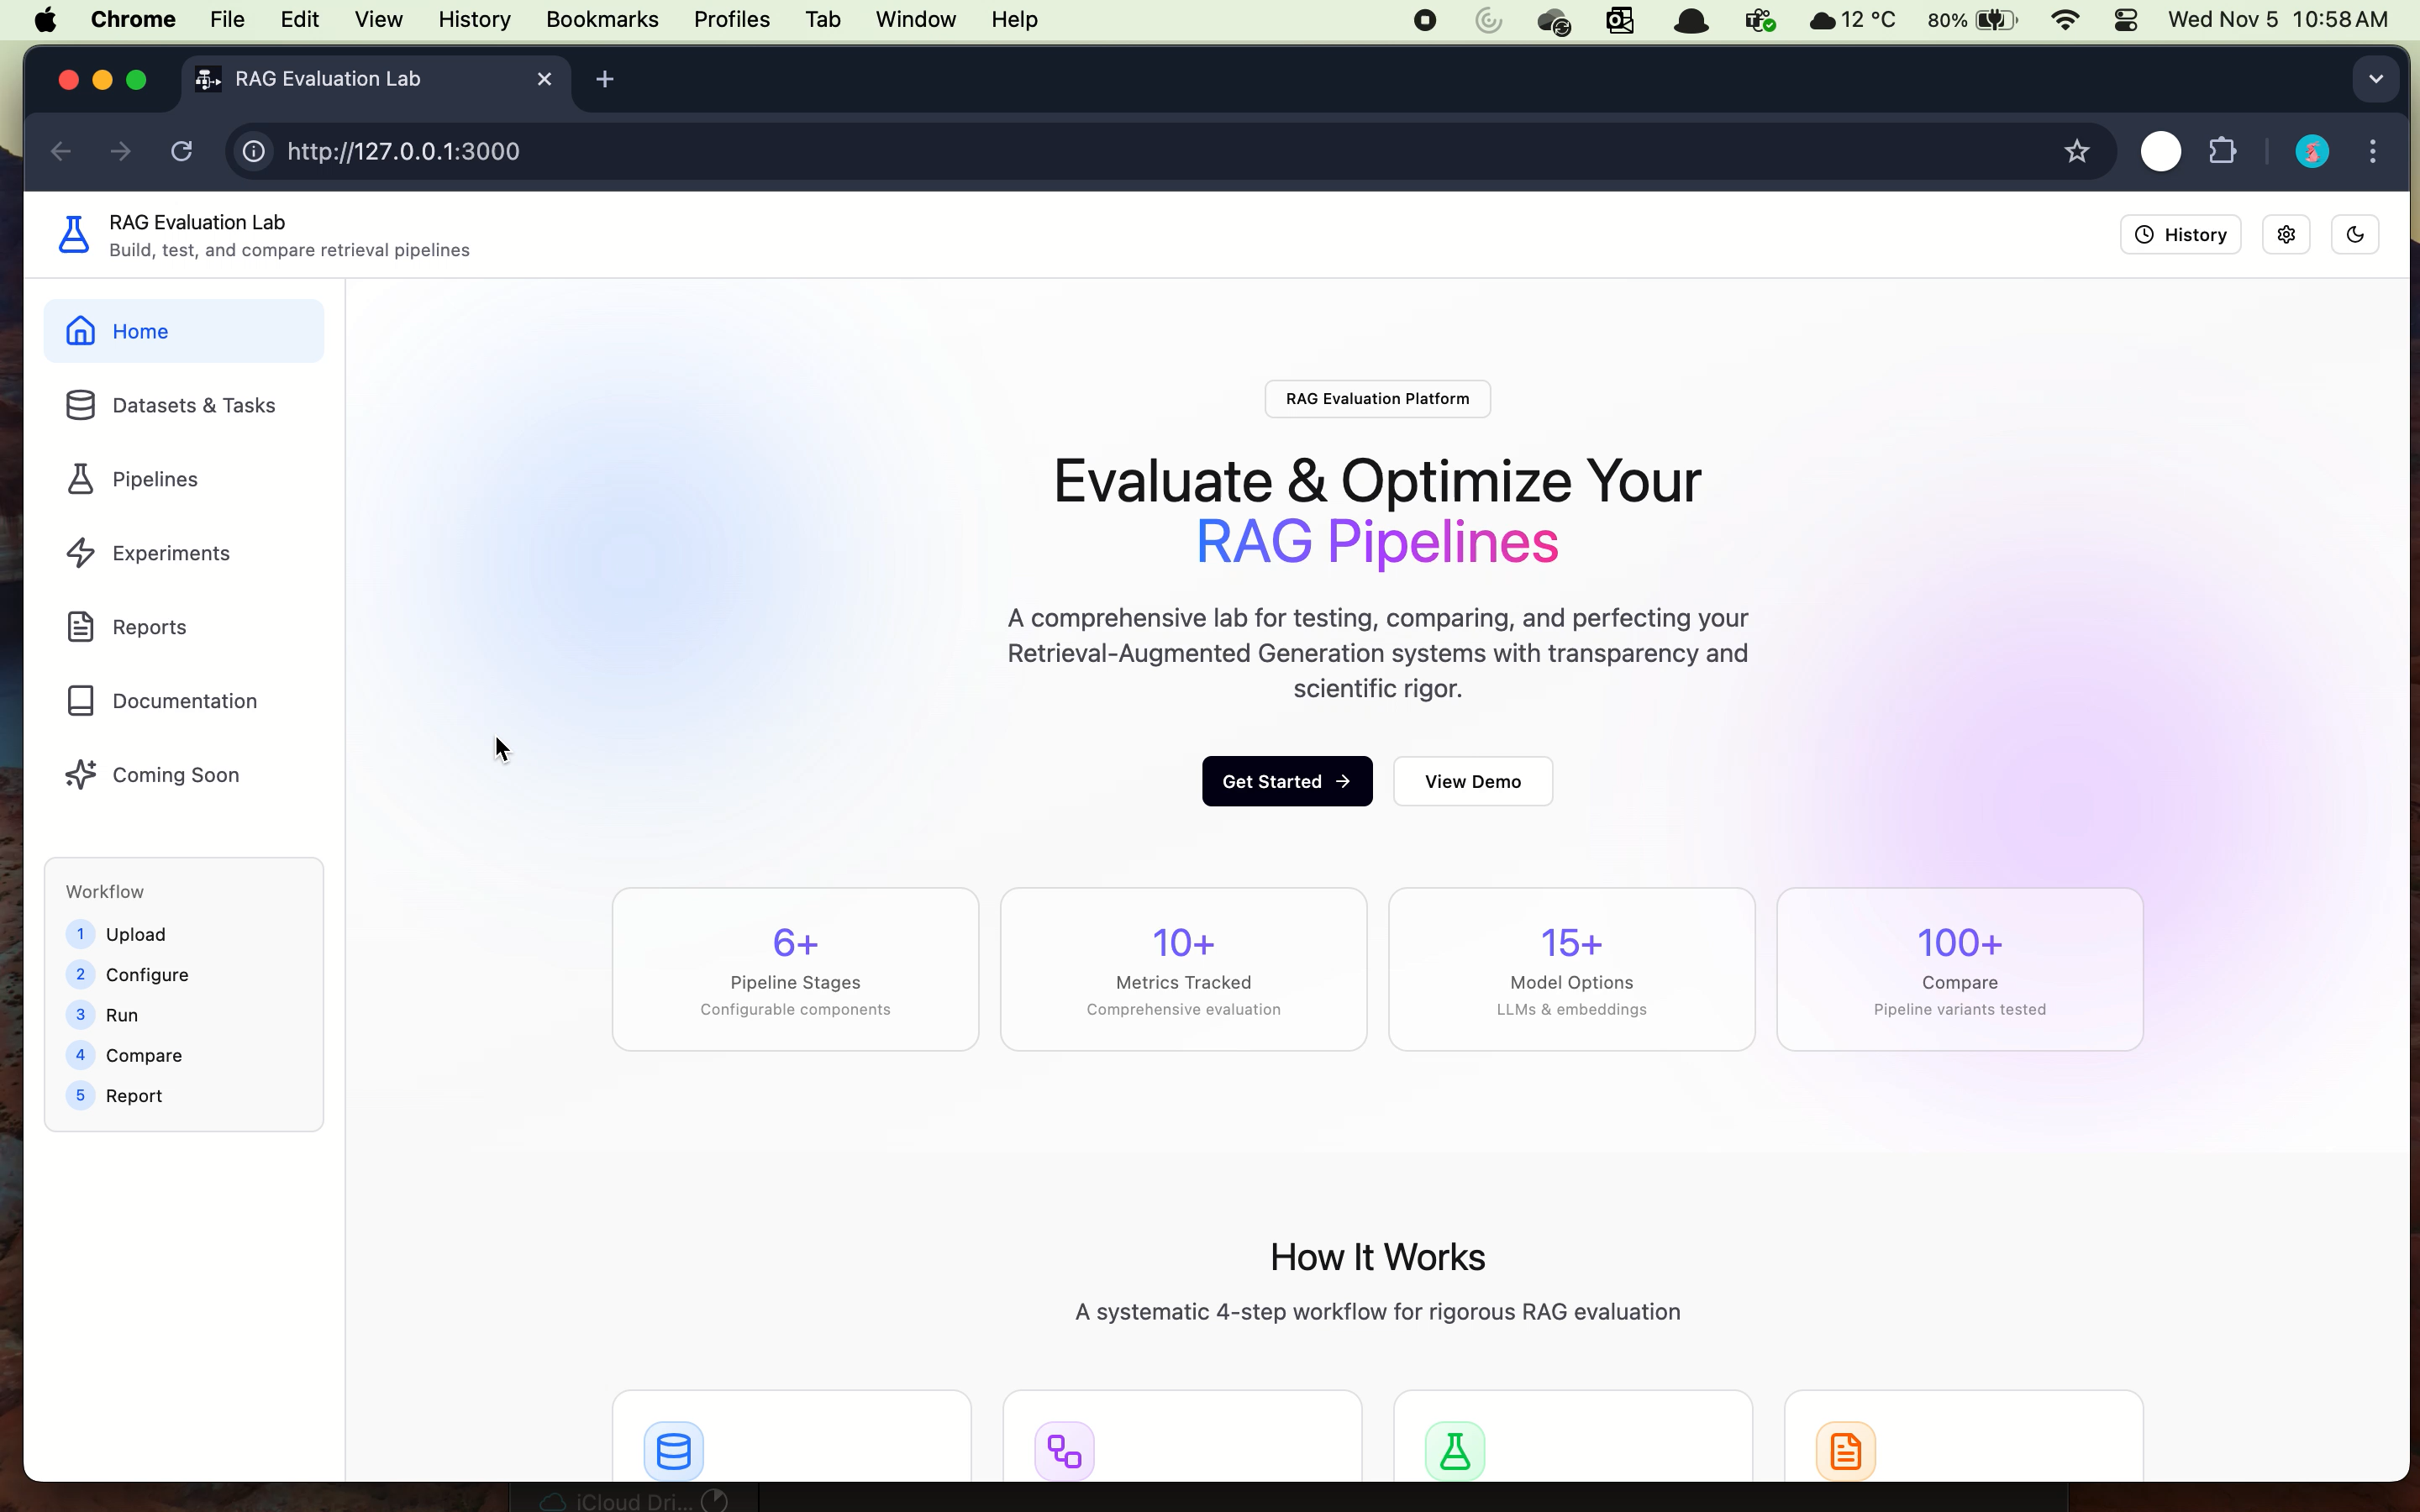 Chrome File Edit View History Bookmarks Profiles Tab Window Help 12 °C 80% Wed Nov 5 10:58 AM
RAG Evaluation Lab
http://127.0.0.1:3000
RAG Evaluation Lab
Build, test, and compare retrieval pipelines
History
Home
Datasets & Tasks
Pipelines
Experiments
Reports
Documentation
Coming Soon
Workflow
1 Upload
2 Configure
3 Run
4 Compare
5 Report
RAG Evaluation Platform
Evaluate & Optimize Your
RAG Pipelines
A comprehensive lab for testing, comparing, and perfecting your
Retrieval-Augmented Generation systems with transparency and
scientific rigor.
Get Started
View Demo
6+
Pipeline Stages
Configurable components
10+
Metrics Tracked
Comprehensive evaluation
15+
Model Options
LLMs & embeddings
100+
Compare
Pipeline variants tested
How It Works
A systematic 4-step workflow for rigorous RAG evaluation
iCloud Dri...